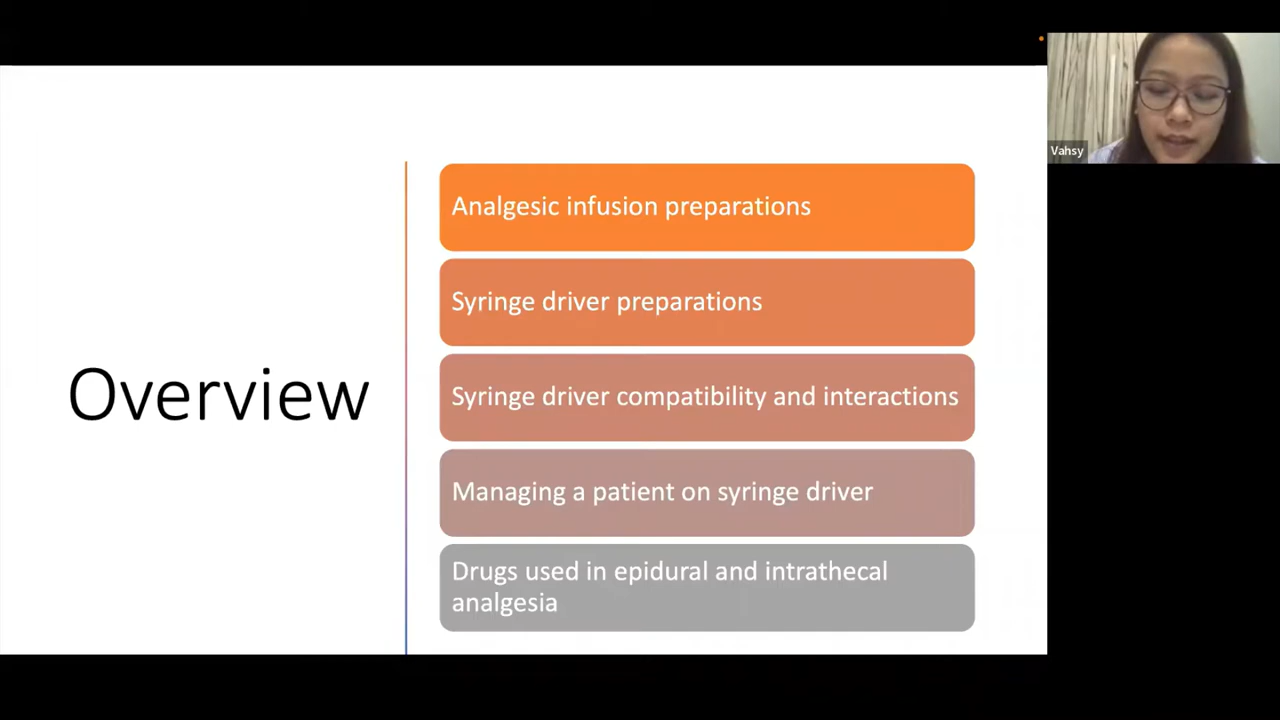 Overview
Analgesic infusion preparations
Syringe driver preparations
Syringe driver compatibility and interactions
Managing a patient on syringe driver
Drugs used in epidural and intrathecal
analgesia
Vahsy